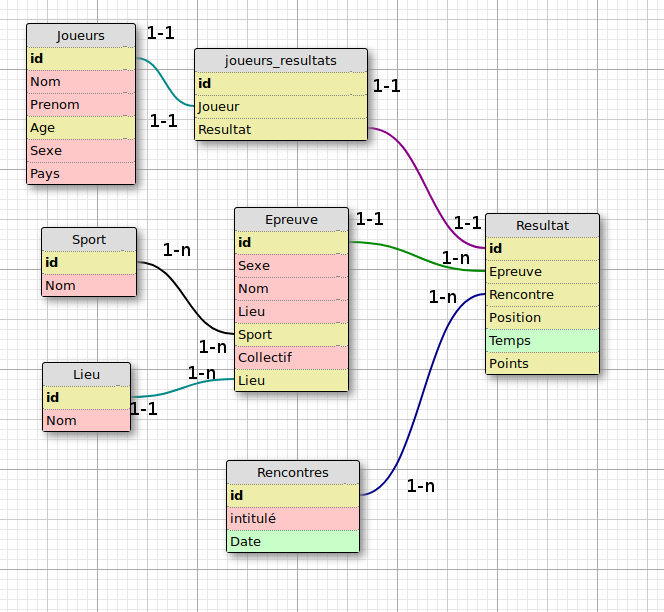 Joueurs
id
Nom
Prenom
Age
Sexe
Pays
1-1
1-1
joueurs_resultats
id
Joueur
Resultat
1-1
1-1
Sport
id
Nom
1-n
1-n
Epreuve
id
Sexe
Nom
Lieu
Sport
Collectif
Lieu
1-1
1-n
Resultat
id
Epreuve
Rencontre
Position
Temps
Points
1-n
Lieu
id
Nom
1-1
1-n
Rencontres
id
intitulé
Date
1-n